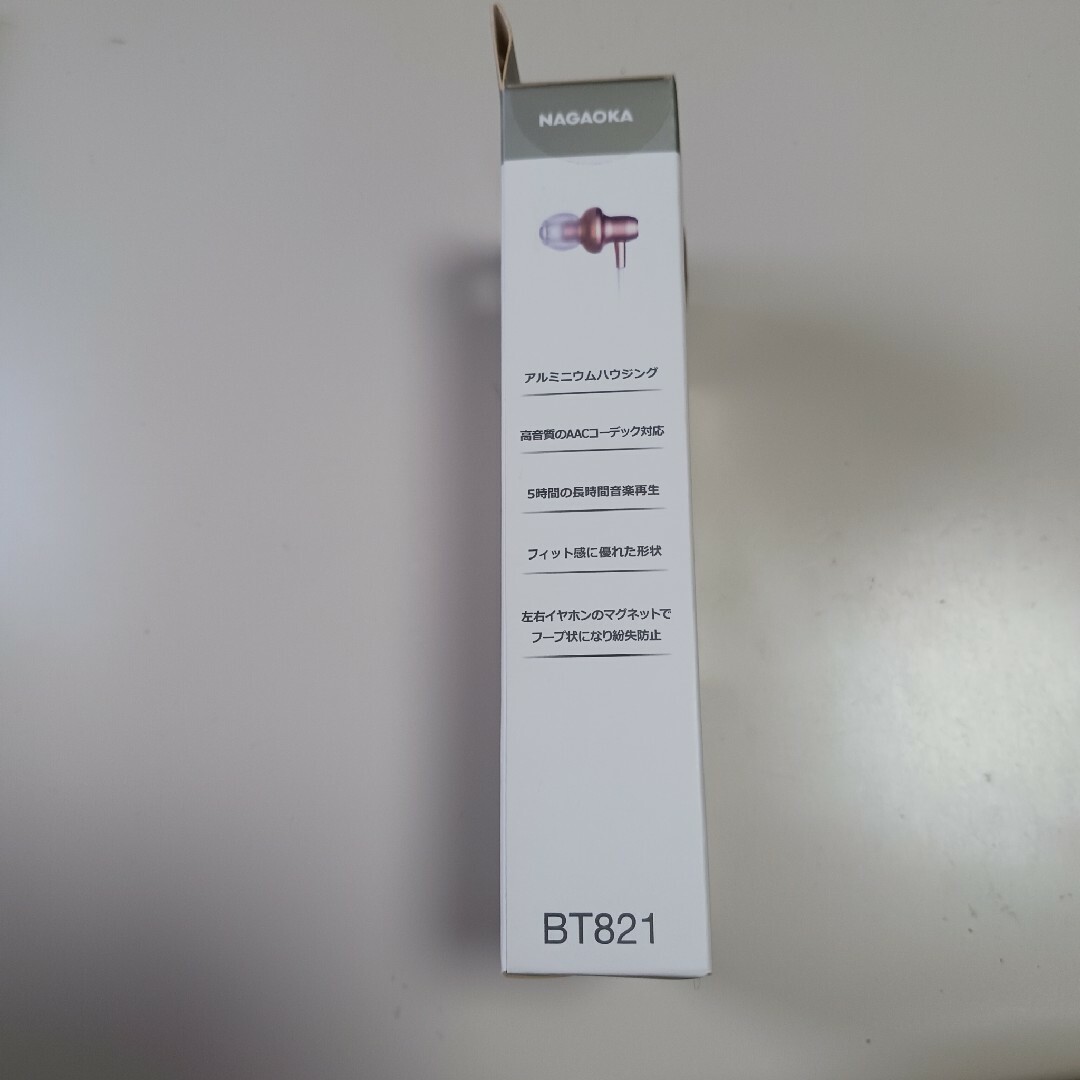 NAGAOKA
アルミニウムハウジング
高音質のAACコーデック対応
5時間の長時間音楽再生
フィット感に優れた形状
左右イヤホンのマグネットで
フープ状になり紛失防止
BT821